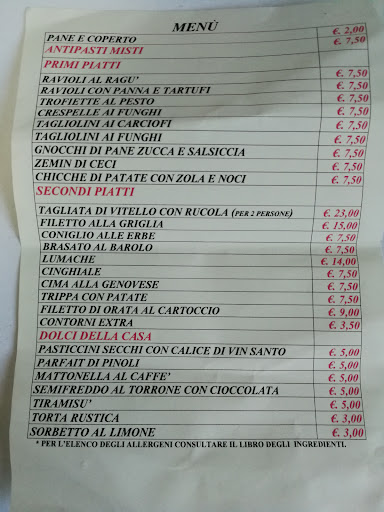 MENÙ
PANE E COPERTO €. 2,00
ANTIPASTI MISTI €. 7,50
PRIMI PIATTI
RAVIOLI AL RAGU' €. 7,50
RAVIOLI CON PANNA E TARTUFI €. 7,50
TROFIETTE AL PESTO €. 7,50
CRESPELLE AI FUNGHI €. 7,50
TAGLIOLINI AI CARCIOFI €. 7,50
TAGLIOLINI AI FUNGHI €. 7,50
GNOCCHI DI PANE ZUCCA E SALSICCIA €. 7,50
ZEMIN DI CECI €. 7,50
CHICCHE DI PATATE CON ZOLA E NOCI €. 7,50
SECONDI PIATTI
TAGLIATA DI VITELLO CON RUCOLA (PER 2 PERSONE) €. 23,00
FILETTO ALLA GRIGLIA €. 15,00
CONIGLIO ALLE ERBE €. 7,50
BRASATO AL BAROLO €. 7,50
LUMACHE €. 14,00
CINGHIALE €. 7,50
CIMA ALLA GENOVESE €. 7,50
TRIPPA CON PATATE €. 7,50
FILETTO DI ORATA AL CARTOCCIO €. 9,00
CONTORNI EXTRA €. 3,50
DOLCI DELLA CASA
PASTICCINI SECCHI CON CALICE DI VIN SANTO €. 5,00
PARFAIT DI PINOLI €. 5,00
MATTONELLA AL CAFFE' €. 5,00
SEMIFREDDO AL TORRONE CON CIOCCOLATA €. 5,00
TIRAMISU' €. 5,00
TORTA RUSTICA €. 3,00
SORBETTO AL LIMONE €. 3,00
* PER L'ELENCO DEGLI ALLERGENI CONSULTARE IL LIBRO DEGLI INGREDIENTI.